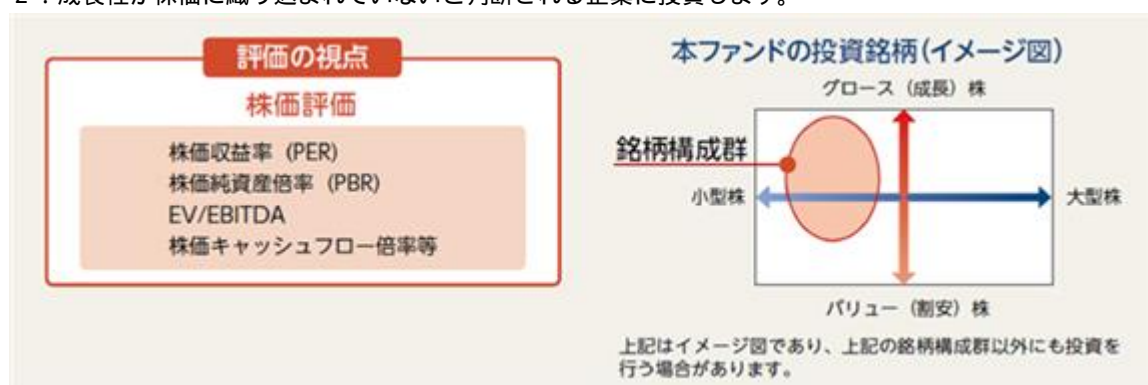 2．成長性が株価に織り込まれていないと判断される企業に投資します。
評価の視点
株価評価
株価収益率（PER）
株価純資産倍率（PBR）
EV/EBITDA
株価キャッシュフロー倍率等
本ファンドの投資銘柄（イメージ図）
グロース（成長）株
銘柄構成群
小型株
大型株
バリュー（割安）株
上記はイメージ図であり、上記の銘柄構成群以外にも投資を
行う場合があります。